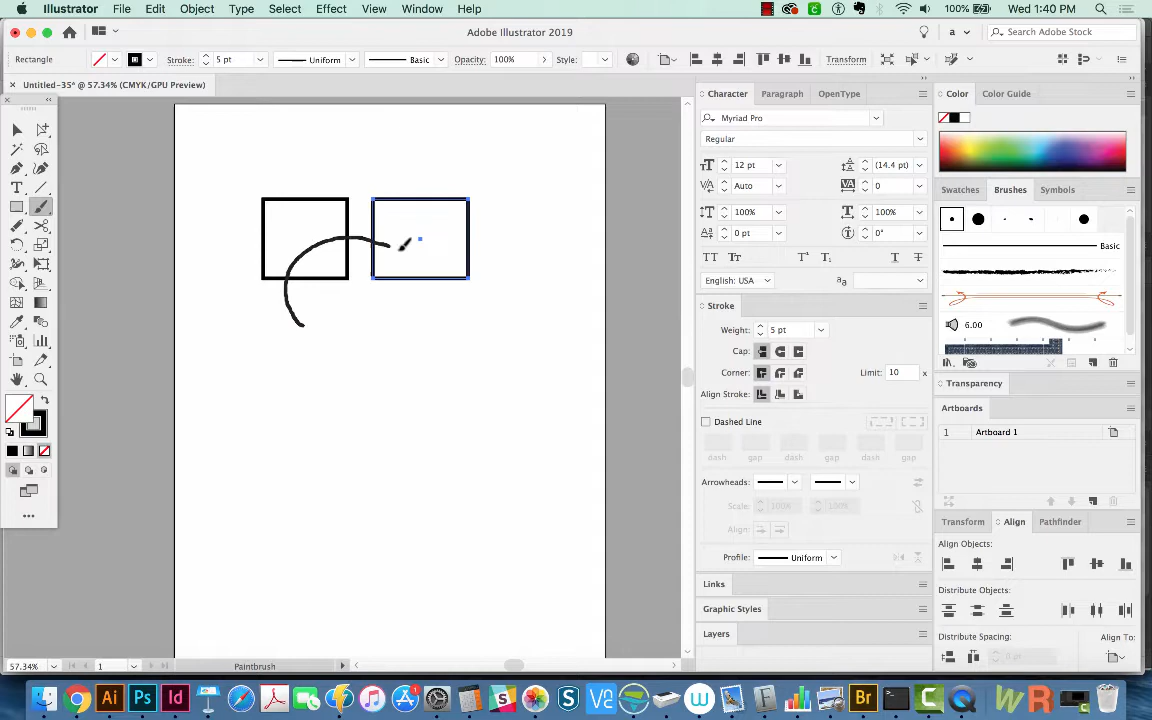 Illustrator File Edit Object Type Select Effect View Window Help 100% Wed 1:40 PM
Adobe Illustrator 2019 a Search Adobe Stock
Rectangle Stroke: 5 pt Uniform Basic Opacity: 100% Style: Transform
× Untitled-35* @ 57.34% (CMYK/GPU Preview)
Character Paragraph OpenType
Myriad Pro
Regular
12 pt (14.4 pt)
Auto 0
100% 100%
0 pt 0°
English: USA
Stroke
Weight: 5 pt
Cap:
Corner: Limit: 10 x
Align Stroke:
Dashed Line
dash gap dash gap dash gap
Arrowheads:
Scale: 100% 100%
Align:
Profile: Uniform
Links
Graphic Styles
Layers
Color Color Guide
Swatches Brushes Symbols
Basic
6.00
Transparency
Artboards
1 Artboard 1
Transform Align Pathfinder
Align Objects:
Distribute Objects:
Distribute Spacing: Align To:
57.34% 1 Paintbrush
Ai Ps Id Br